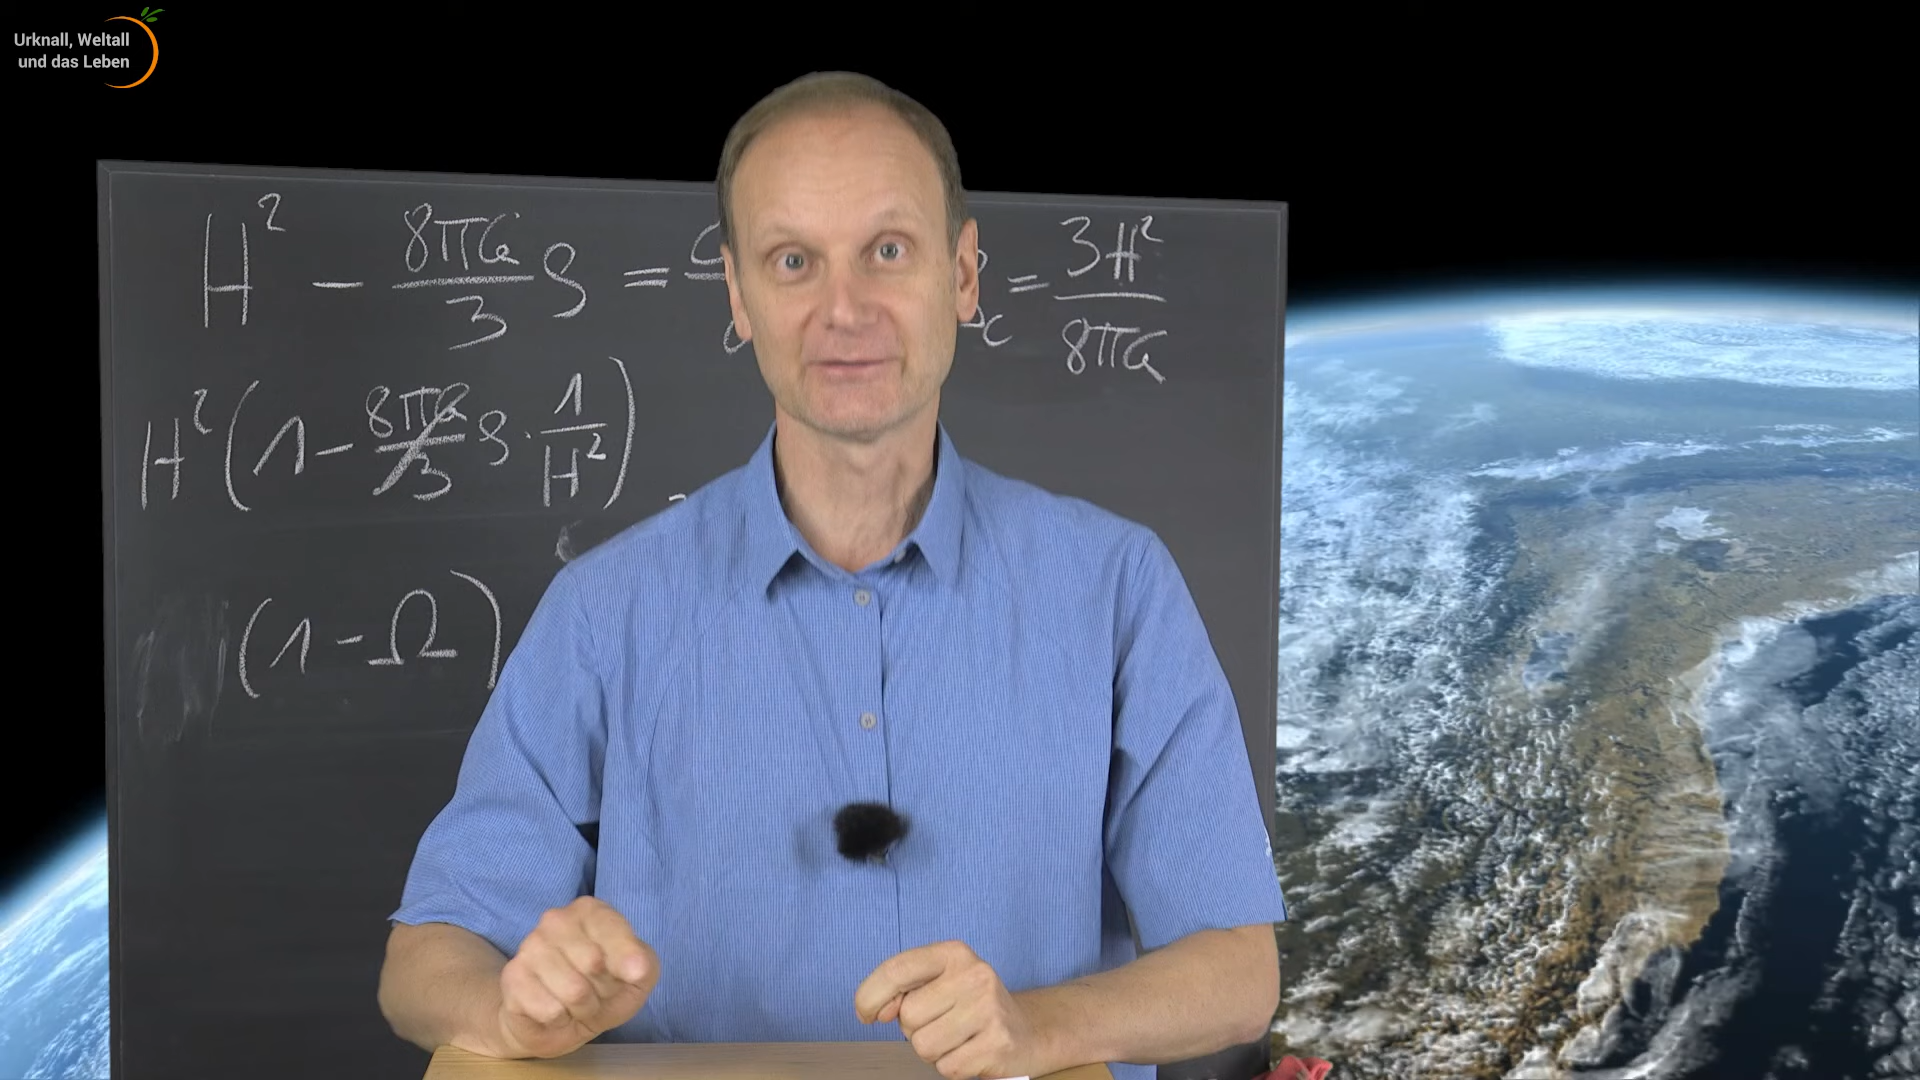 Urknall, Weltall
und das Leben
H² - 8πG/3 ρ =
c = 3H²/8πG
H²(1 - 8πG/3 ρ · 1/H²)
(1 - Ω)